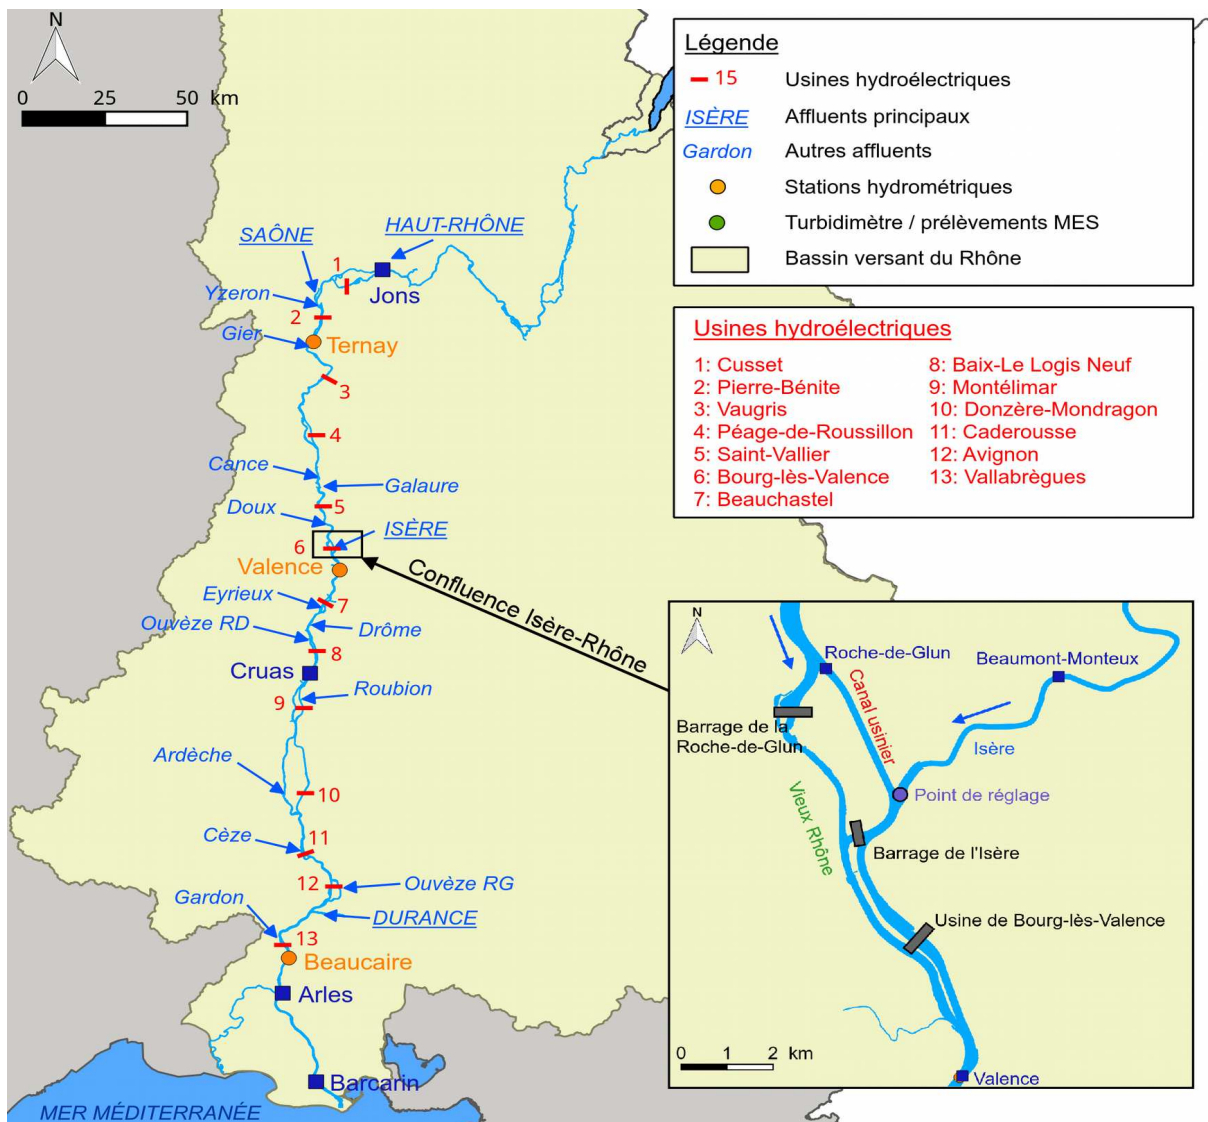 N
0 25 50 km
Légende
15 Usines hydroélectriques
ISÈRE Affluents principaux
Gardon Autres affluents
Stations hydrométriques
Turbidimètre / prélèvements MES
Bassin versant du Rhône
Usines hydroélectriques
1: Cusset
2: Pierre-Bénite
3: Vaugris
4: Péage-de-Roussillon
5: Saint-Vallier
6: Bourg-lès-Valence
7: Beauchastel
8: Baix-Le Logis Neuf
9: Montélimar
10: Donzère-Mondragon
11: Caderousse
12: Avignon
13: Vallabrègues
HAUT-RHÔNE
SAÔNE
1
Jons
Yzeron
2
Gier
Ternay
3
4
Cance
Galaure
Doux
5
ISÈRE
6
Valence
Confluence Isère-Rhône
Eyrieux
7
Ouvèze RD
Drôme
8
Cruas
Roubion
9
Ardèche
10
Cèze
11
12
Ouvèze RG
Gardon
DURANCE
13
Beaucaire
Arles
Barcarin
MER MÉDITERRANÉE
N
Roche-de-Glun
Beaumont-Monteux
Canal usinier
Barrage de la
Roche-de-Glun
Isère
Point de réglage
Vieux Rhône
Barrage de l'Isère
Usine de Bourg-lès-Valence
0 1 2 km
Valence